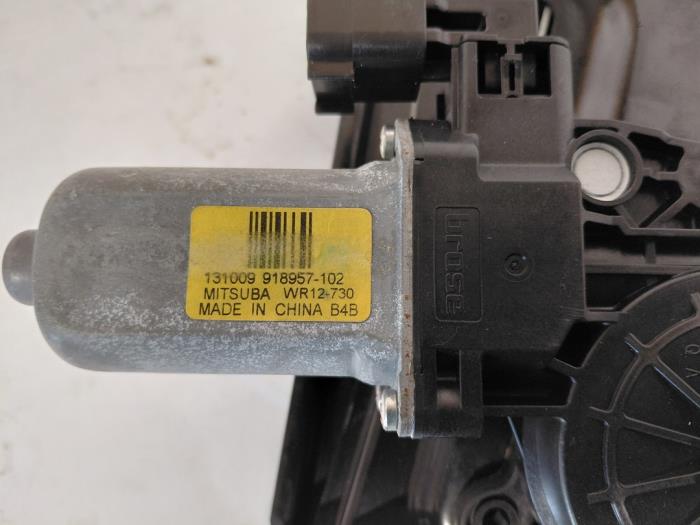 131009 918957-102
MITSUBA WR12-730
MADE IN CHINA B4B
brose